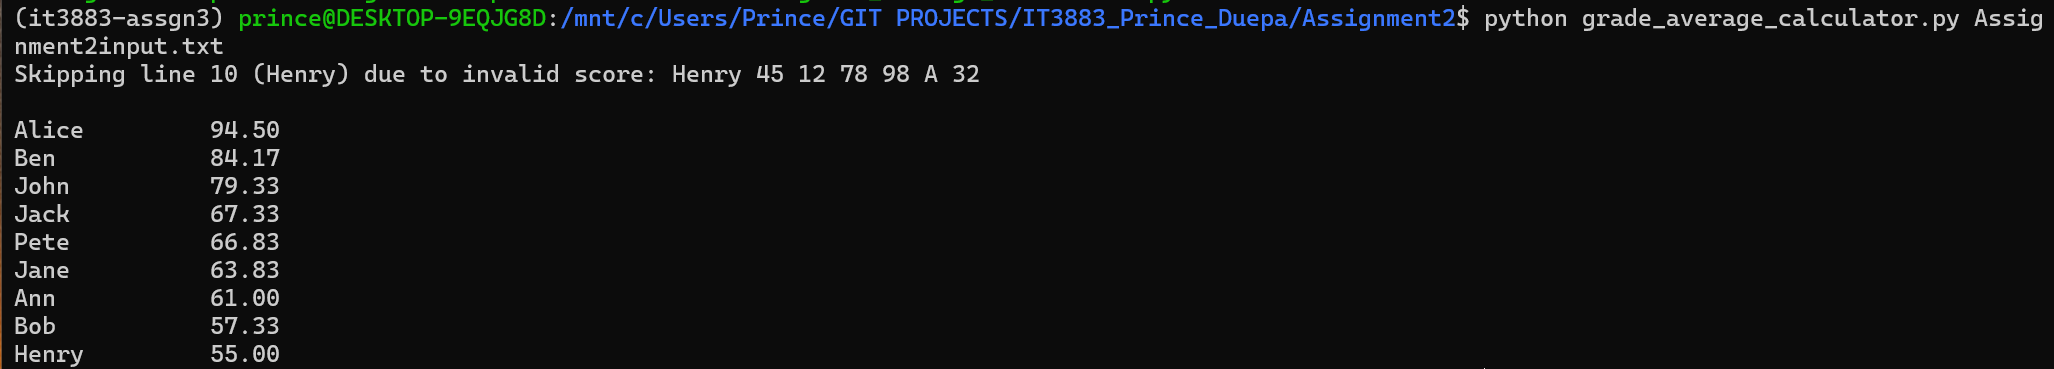 (it3883-assgn3) prince@DESKTOP-9EQJG8D:/mnt/c/Users/Prince/GIT PROJECTS/IT3883_Prince_Duepa/Assignment2$ python grade_average_calculator.py Assig
nment2input.txt
Skipping line 10 (Henry) due to invalid score: Henry 45 12 78 98 A 32

Alice         94.50
Ben           84.17
John          79.33
Jack          67.33
Pete          66.83
Jane          63.83
Ann           61.00
Bob           57.33
Henry         55.00